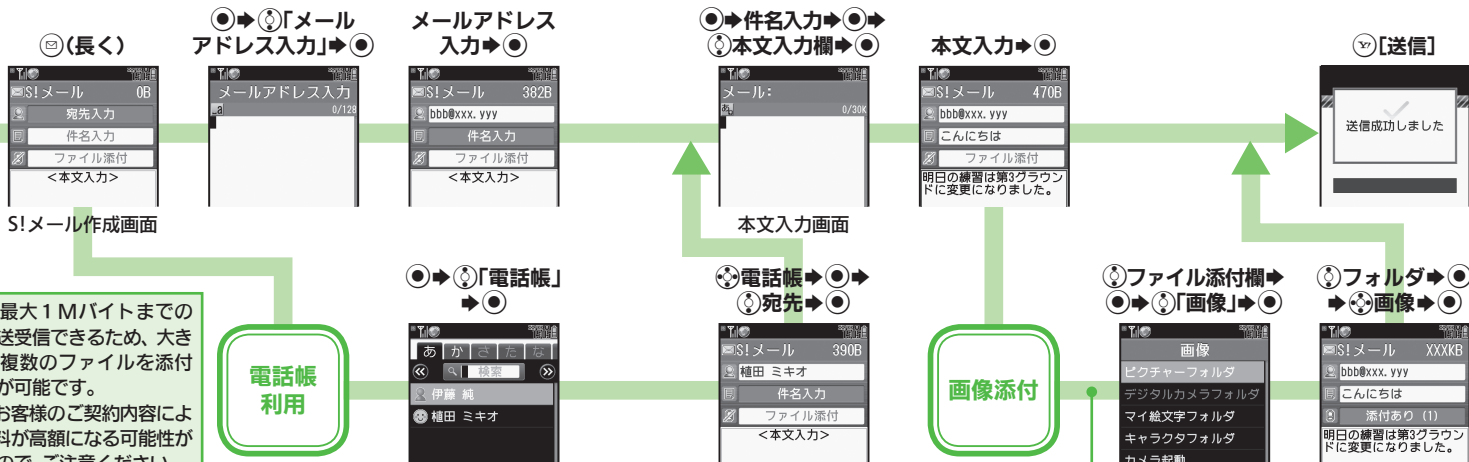 (長く)
「メール
アドレス入力」
メールアドレス
入力
件名入力
本文入力欄
本文入力
[送信]
S!メール 0B
宛先入力
件名入力
ファイル添付
<本文入力>
メールアドレス入力
0/128
S!メール 382B
bbb@xxx.yyy
件名入力
ファイル添付
<本文入力>
メール:
0/30K
S!メール 470B
bbb@xxx.yyy
こんにちは
ファイル添付
明日の練習は第3グラウン
ドに変更になりました。
送信成功しました
S!メール作成画面
本文入力画面
最大1Mバイトまでの
送受信できるため、大き
複数のファイルを添付
が可能です。
お客様のご契約内容によ
料が高額になる可能性が
ので、ご注意ください。
電話帳
利用
「電話帳」
あ か さ た な
検索
伊藤 純
植田 ミキオ
電話帳
宛先
S!メール 390B
植田 ミキオ
件名入力
ファイル添付
<本文入力>
画像添付
ファイル添付欄
「画像」
画像
ピクチャーフォルダ
デジタルカメラフォルダ
マイ絵文字フォルダ
キャラクタフォルダ
カメラ起動
フォルダ
画像
S!メール XXXKB
bbb@xxx.yyy
こんにちは
添付あり (1)
明日の練習は第3グラウン
ドに変更になりました。